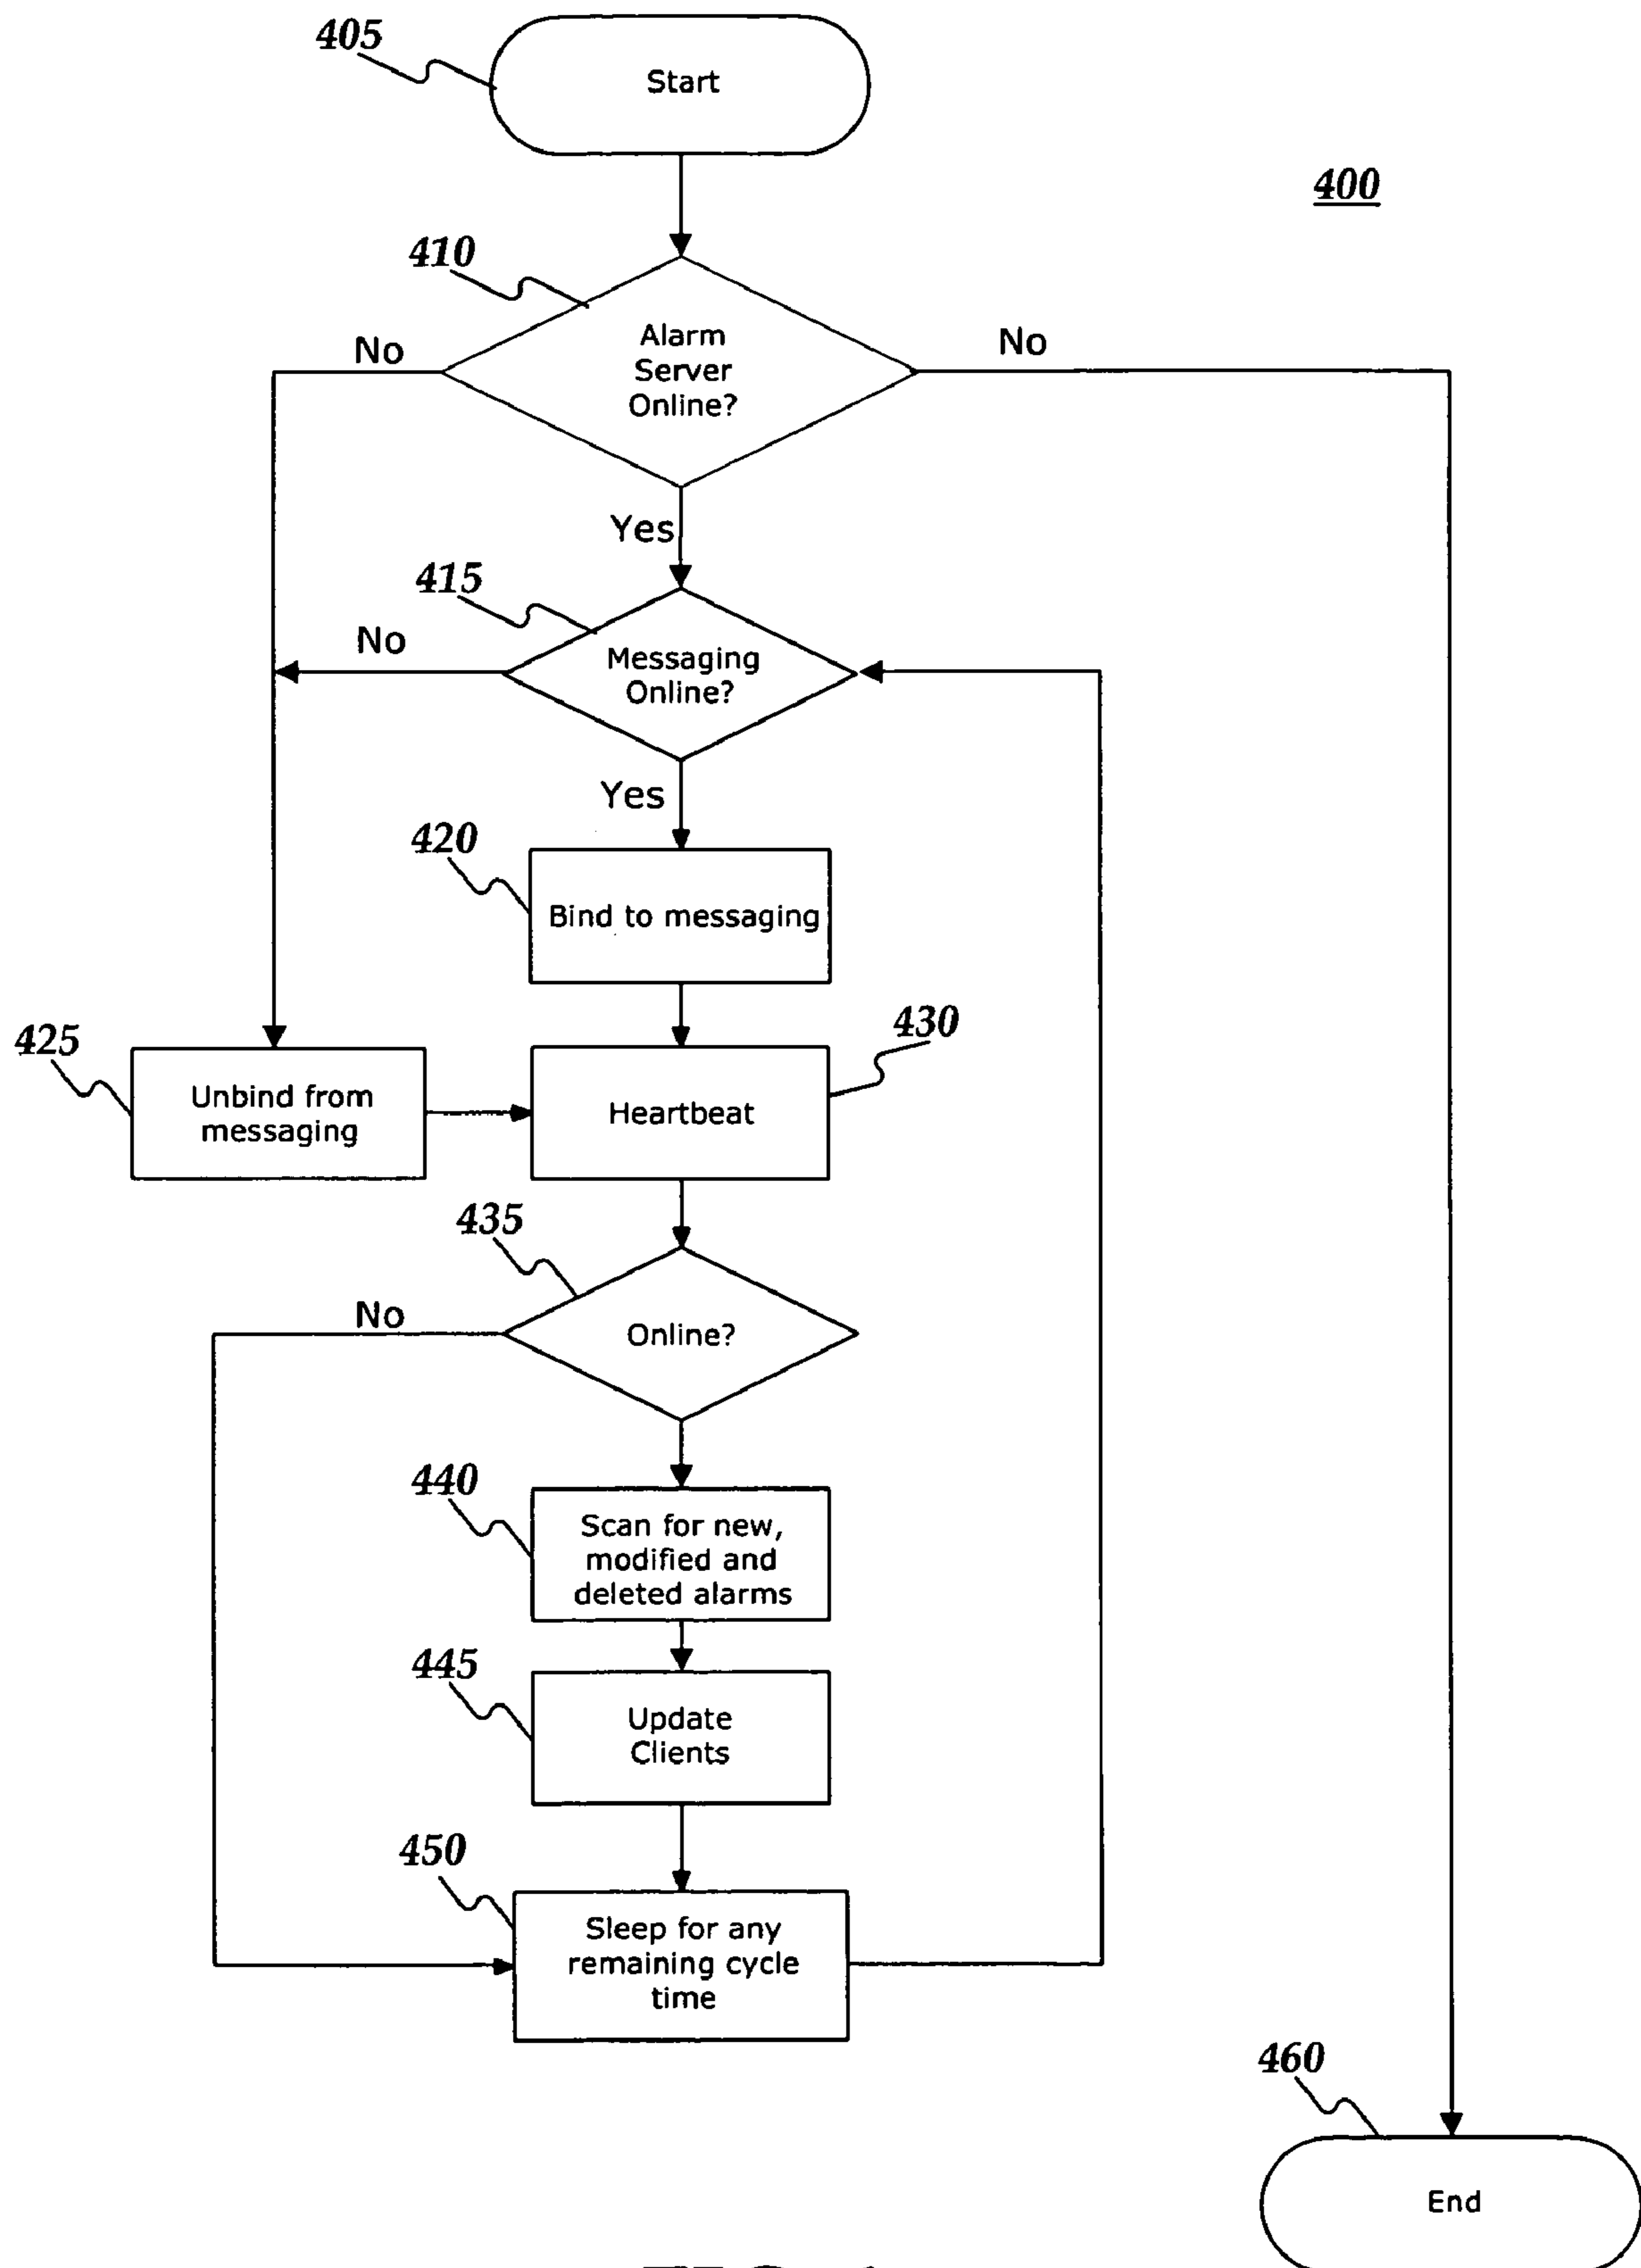 405
Start
400
410
Alarm
Server
Online?
No
No
Yes
415
Messaging
Online?
No
Yes
420
Bind to messaging
425
Unbind from
messaging
430
Heartbeat
435
Online?
No
440
Scan for new,
modified and
deleted alarms
445
Update
Clients
450
Sleep for any
remaining cycle
time
460
End